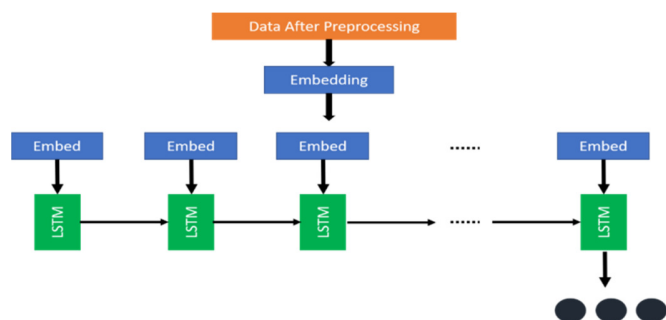 Data After Preprocessing
Embedding
Embed Embed Embed ...... Embed
LSTM LSTM LSTM ...... LSTM